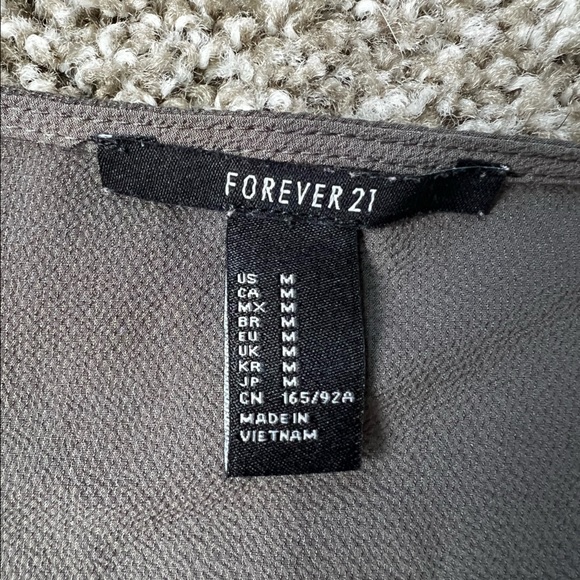 FOREVER 21
US M
CA M
MX M
BR M
EU M
UK M
KR M
JP M
CN 165/92A
MADE IN
VIETNAM